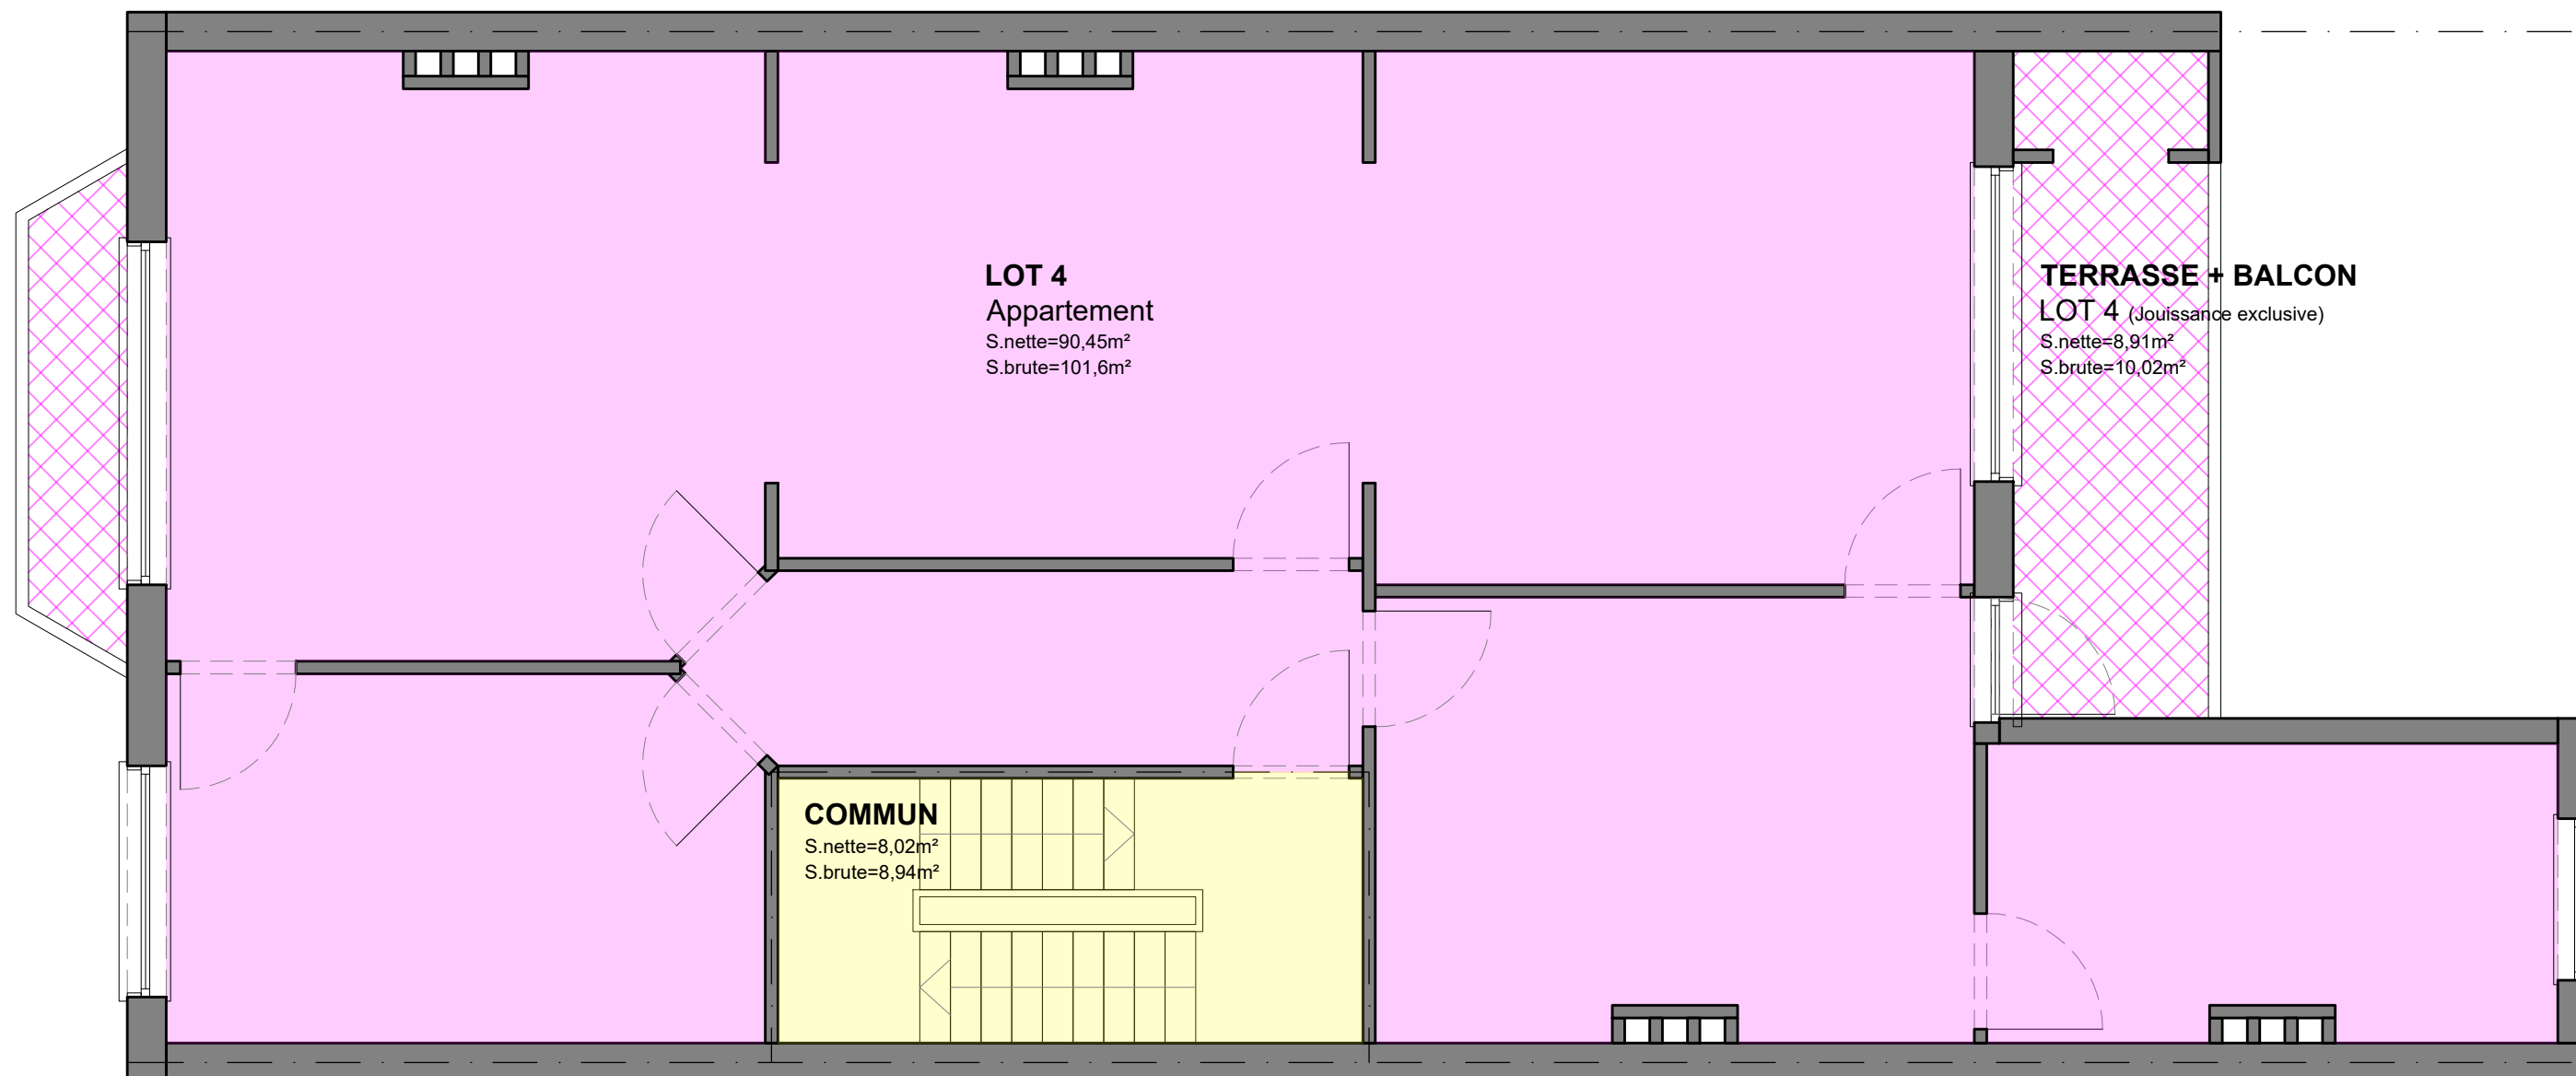 LOT 4
Appartement
S.nette=90,45m²
S.brute=101,6m²
TERRASSE + BALCON
LOT 4 (Jouissance exclusive)
S.nette=8,91m²
S.brute=10,02m²
COMMUN
S.nette=8,02m²
S.brute=8,94m²